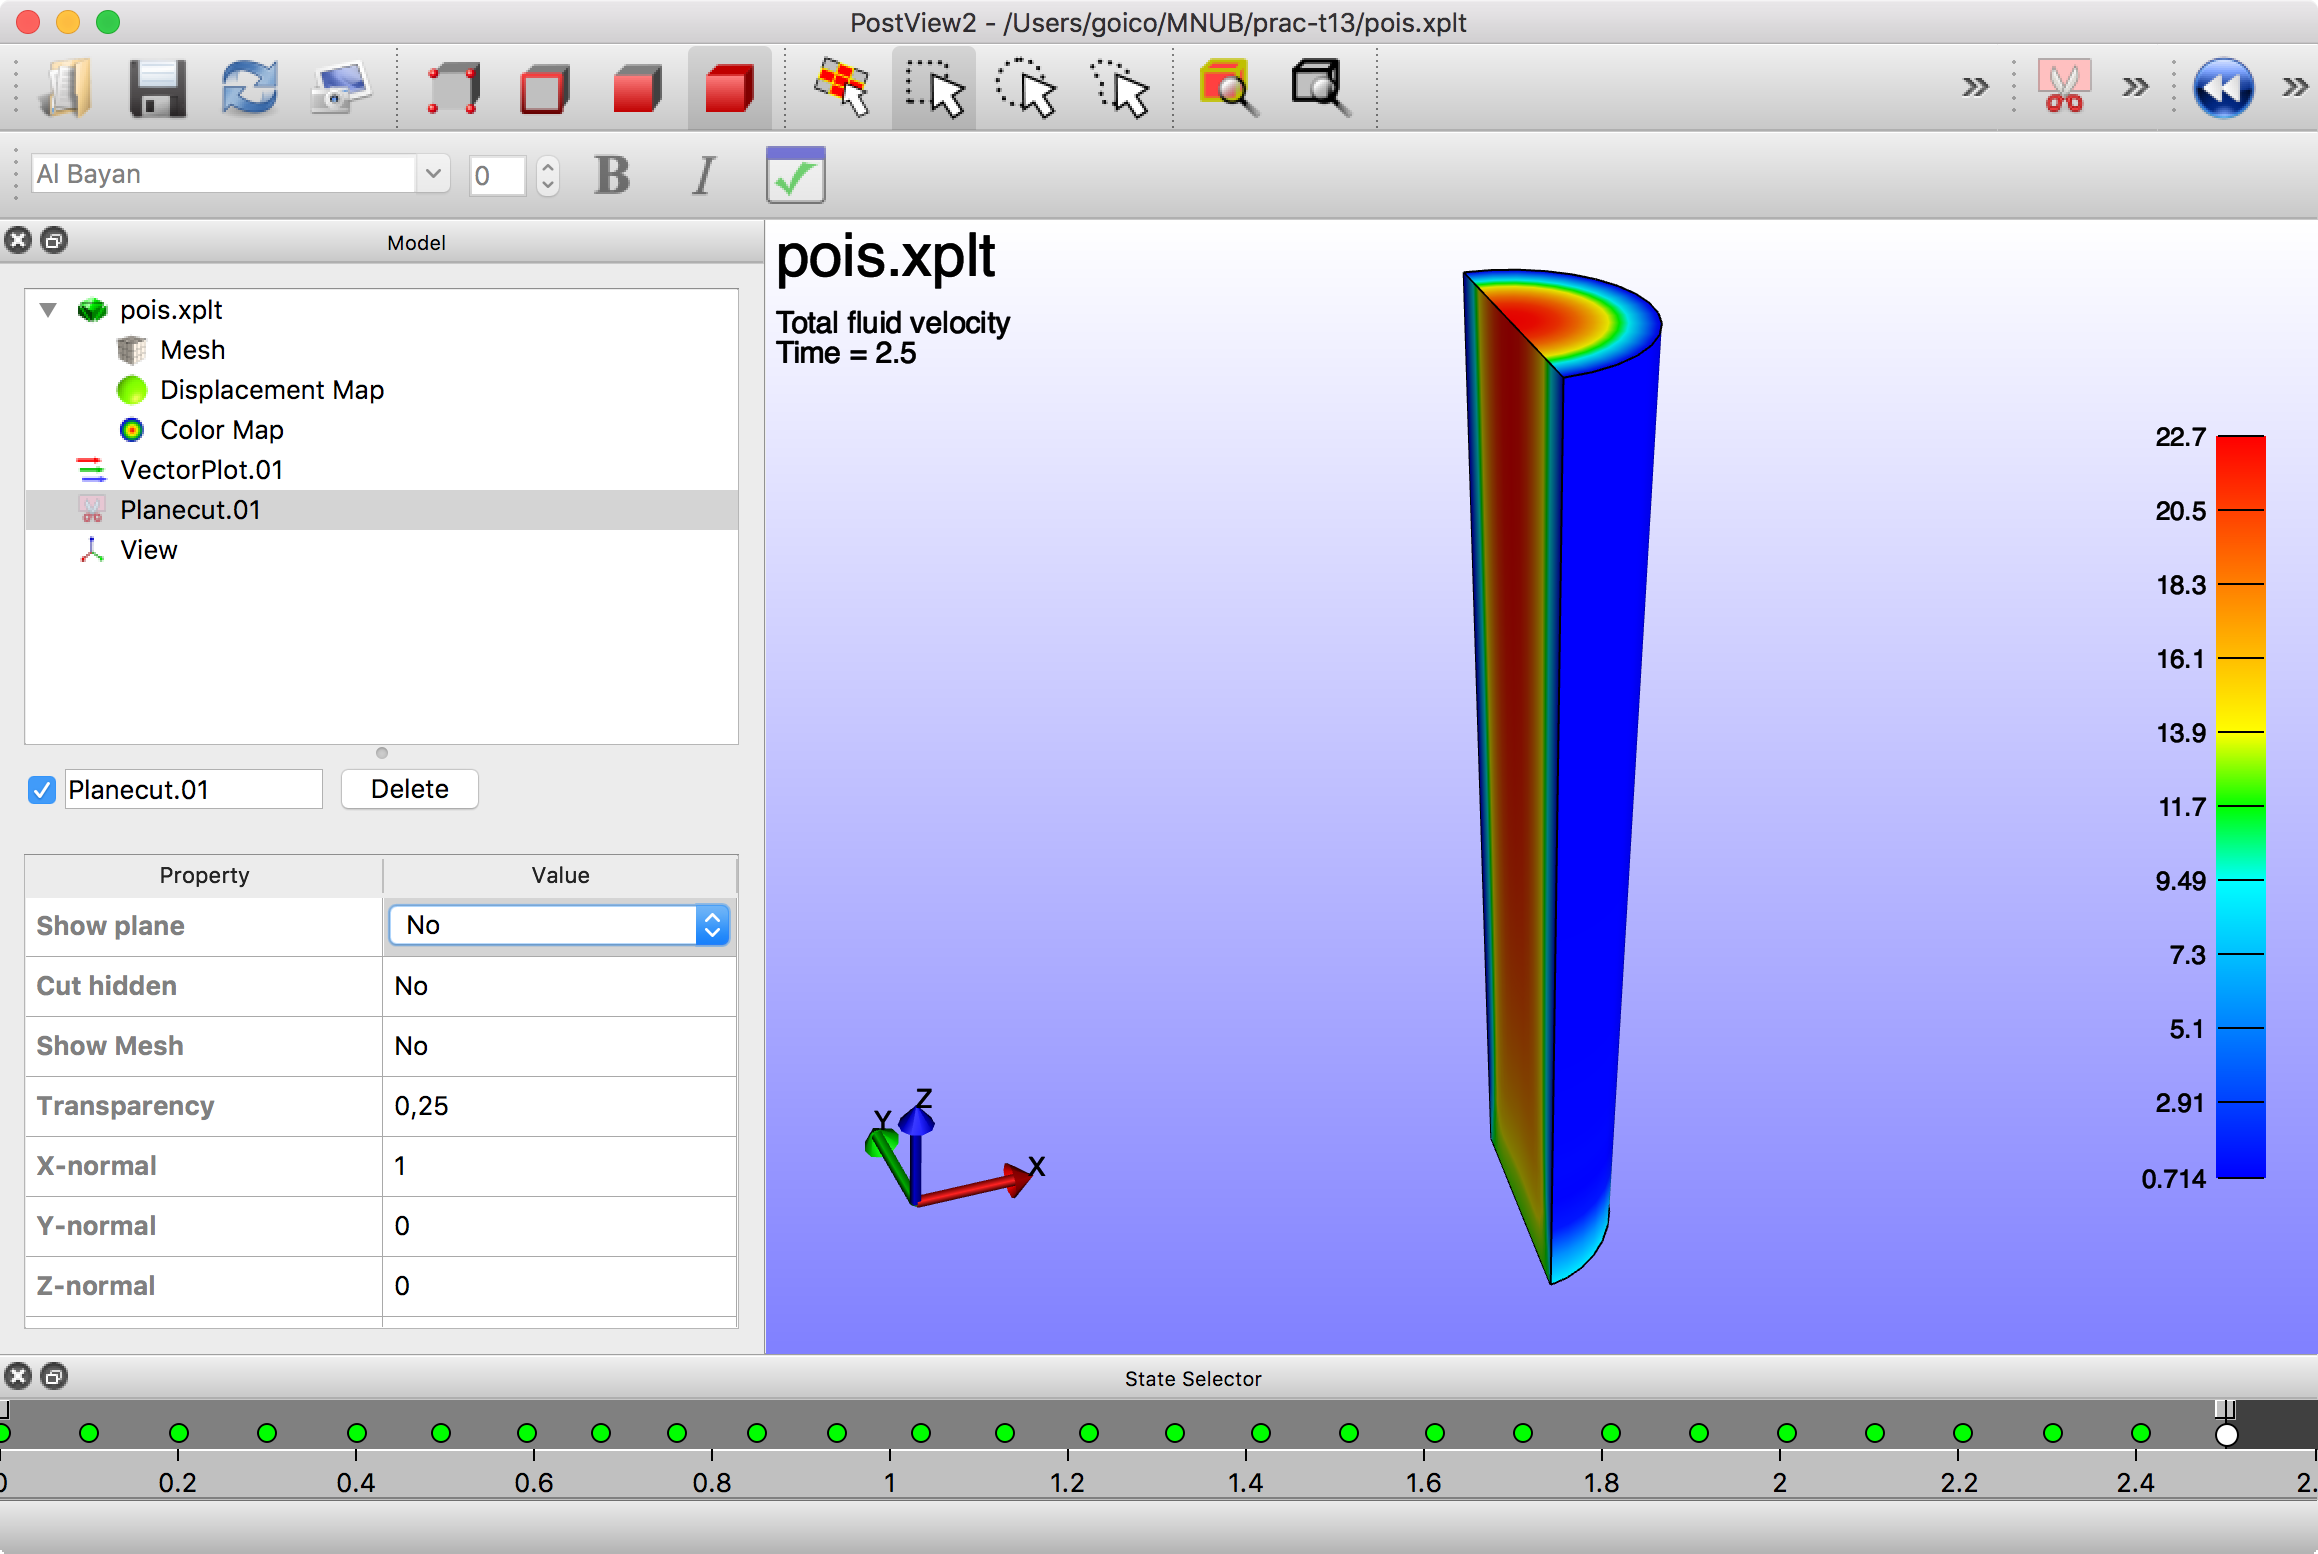 PostView2 - /Users/goico/MNUB/prac-t13/pois.xplt
Al Bayan
0
B
I
Model
pois.xplt
Mesh
Displacement Map
Color Map
VectorPlot.01
Planecut.01
View
Planecut.01
Delete
Property Value
Show plane No
Cut hidden No
Show Mesh No
Transparency 0,25
X-normal 1
Y-normal 0
Z-normal 0
pois.xplt
Total fluid velocity
Time = 2.5
Z
Y
X
22.7
20.5
18.3
16.1
13.9
11.7
9.49
7.3
5.1
2.91
0.714
State Selector
0 0.2 0.4 0.6 0.8 1 1.2 1.4 1.6 1.8 2 2.2 2.4 2.